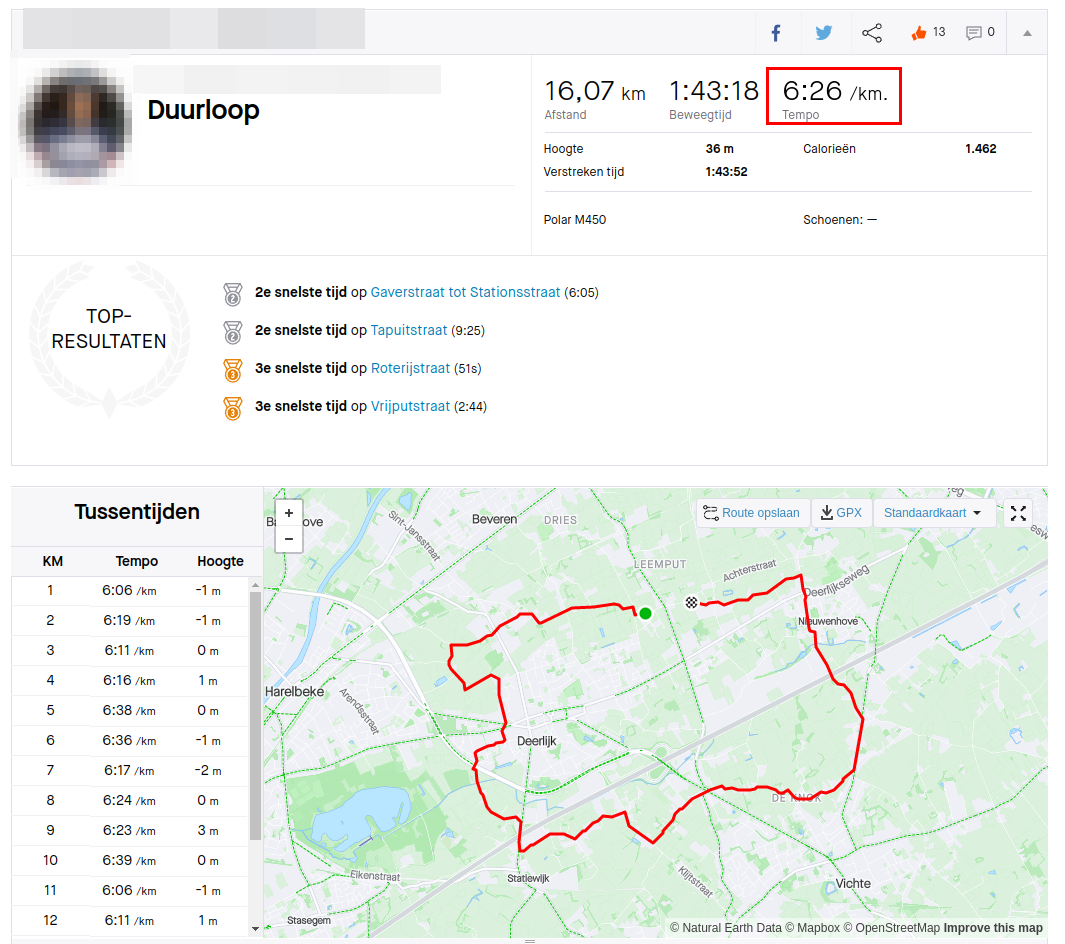 13
0
Duurloop
16,07 km
1:43:18
6:26 /km.
Afstand
Beweegtijd
Tempo
Hoogte 36 m Calorieën 1.462
Verstreken tijd 1:43:52
Polar M450 Schoenen: —
TOP-
RESULTATEN
2e snelste tijd op Gaverstraat tot Stationsstraat (6:05)
2e snelste tijd op Tapuitstraat (9:25)
3e snelste tijd op Roterijstraat (51s)
3e snelste tijd op Vrijputstraat (2:44)
Tussentijden
KM Tempo Hoogte
1 6:06 /km -1 m
2 6:19 /km -1 m
3 6:11 /km 0 m
4 6:16 /km 1 m
5 6:38 /km 0 m
6 6:36 /km -1 m
7 6:17 /km -2 m
8 6:24 /km 0 m
9 6:23 /km 3 m
10 6:39 /km 0 m
11 6:06 /km -1 m
12 6:11 /km 1 m
+
−
Route opslaan
GPX
Standaardkaart
Beveren
DRIES
Sint-Jansstraat
LEEMPUT
Achterstraat
Deerlijkseweg
Nieuwenhove
Harelbeke
Arendsstraat
Deerlijk
DE KNOK
Eikenstraat
Statiewijk
Klijtstraat
Vichte
Stasegem
© Natural Earth Data © Mapbox © OpenStreetMap Improve this map